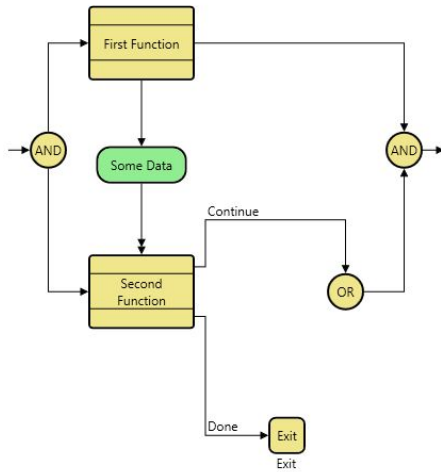 First Function
AND
AND
Some Data
Continue
Second
Function
OR
Done
Exit
Exit